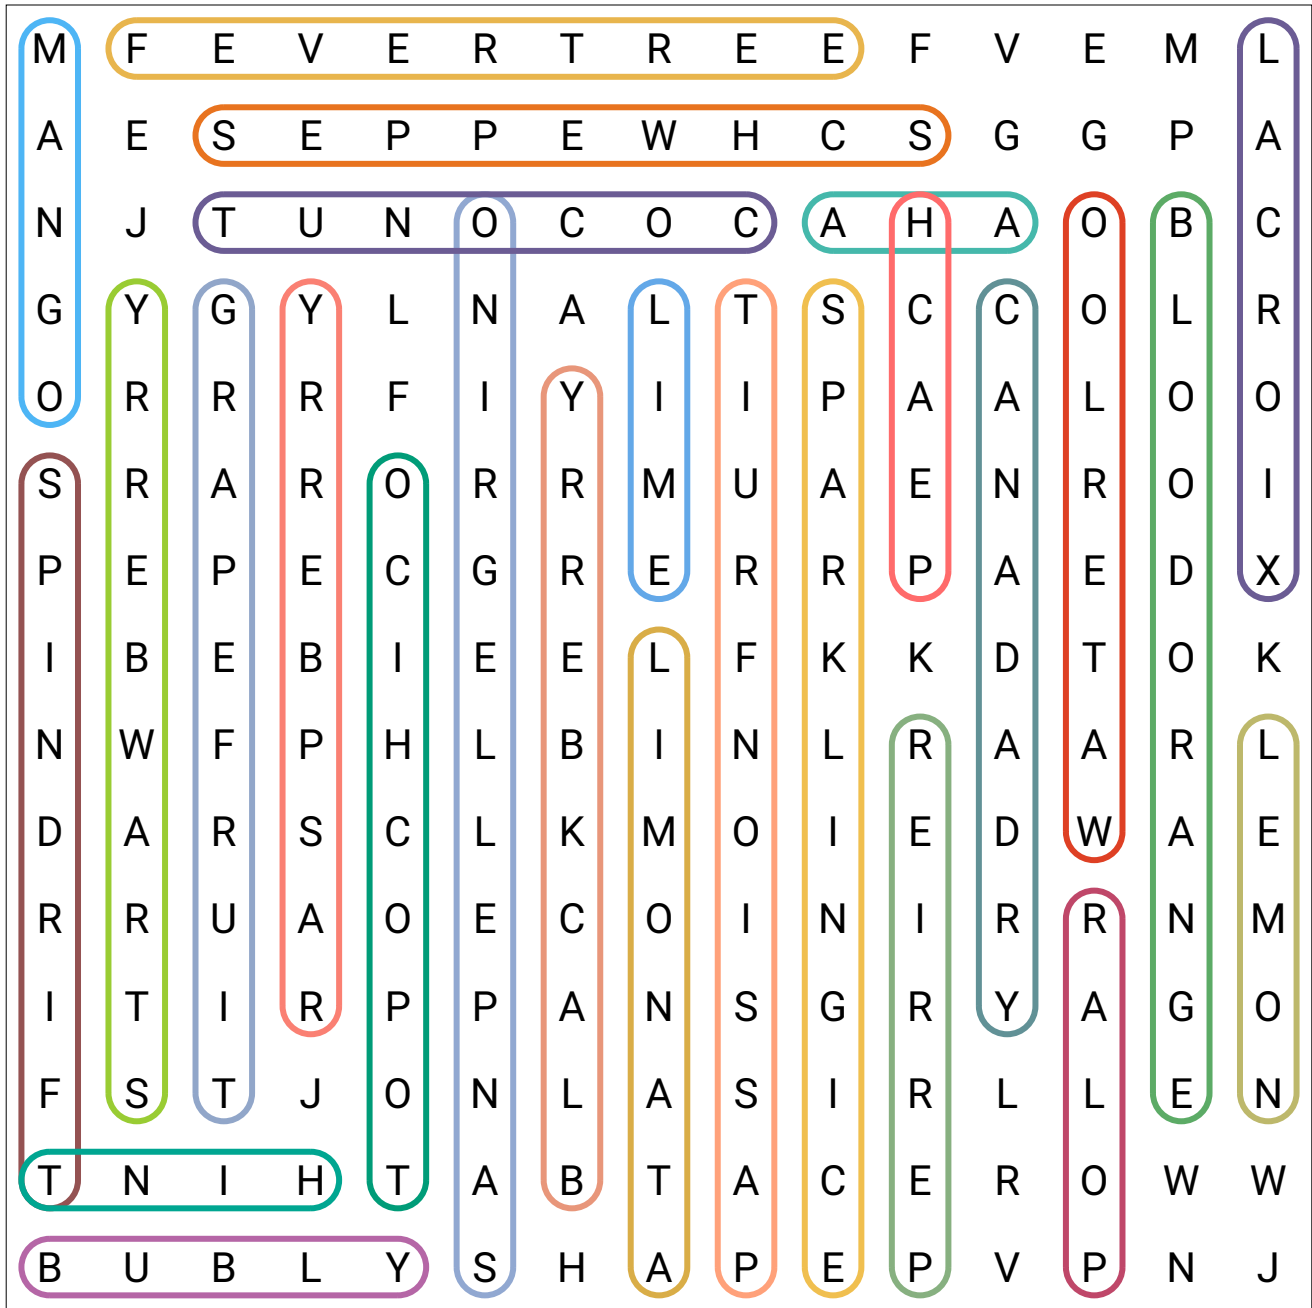 M F E V E R T R E E F V E M L
A E S E P P E W H C S G G P A
N J T U N O C O C A H A O B C
G Y G Y L N A L T S C C O L R
O R R R F I Y I I P A A L O O
S R A R O R R M U A E N R O I
P E P E C G R E R R P A E D X
I B E B I E E L F K K D T O K
N W F P H L B I N L R A A R L
D A R S C L K M O I E D W A E
R R U A O E C O I N I R R N M
I T I R P P A N S G R Y A G O
F S T J O N L A S I R L L E N
T N I H T A B T A C E R O W W
B U B L Y S H A P E P V P N J